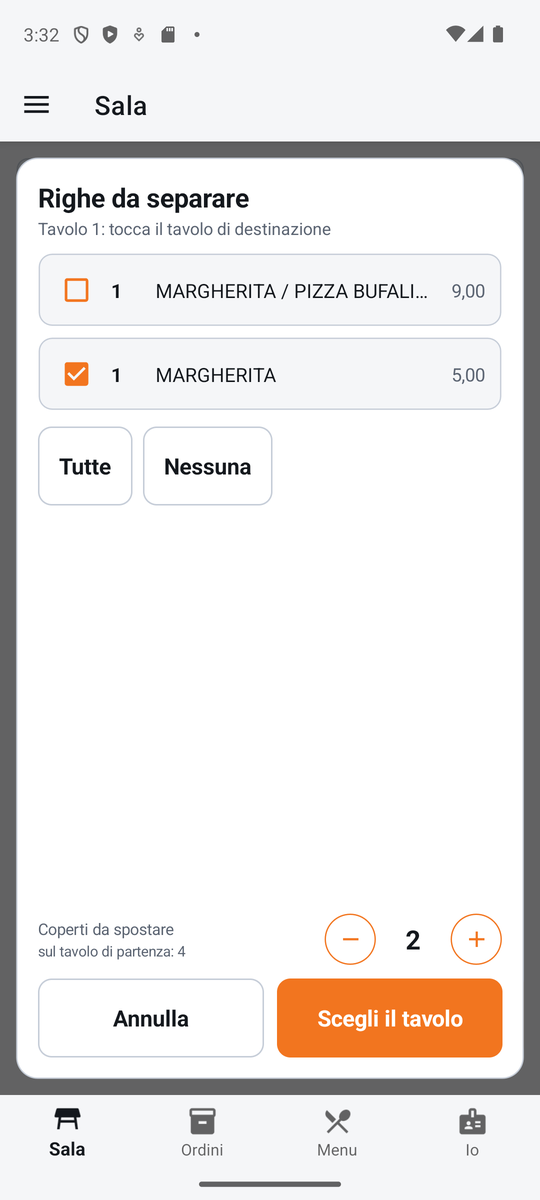 3:32
Sala
Righe da separare
Tavolo 1: tocca il tavolo di destinazione
1 MARGHERITA / PIZZA BUFALI... 9,00
1 MARGHERITA 5,00
Tutte Nessuna
Coperti da spostare
sul tavolo di partenza: 4
2
Annulla Scegli il tavolo
Sala Ordini Menu Io